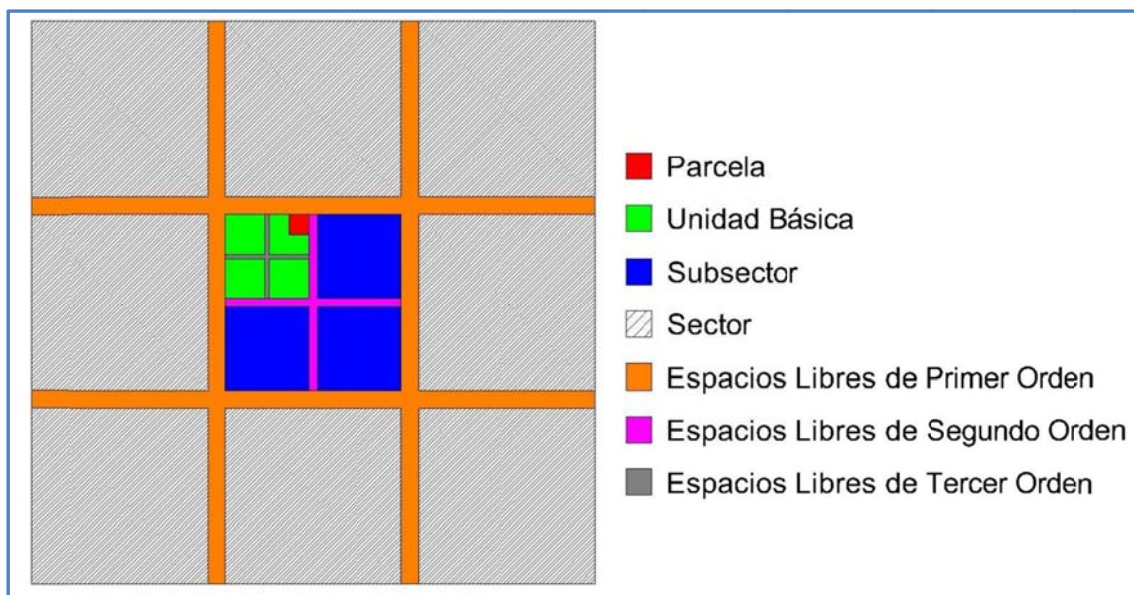 Parcela
Unidad Básica
Subsector
Sector
Espacios Libres de Primer Orden
Espacios Libres de Segundo Orden
Espacios Libres de Tercer Orden